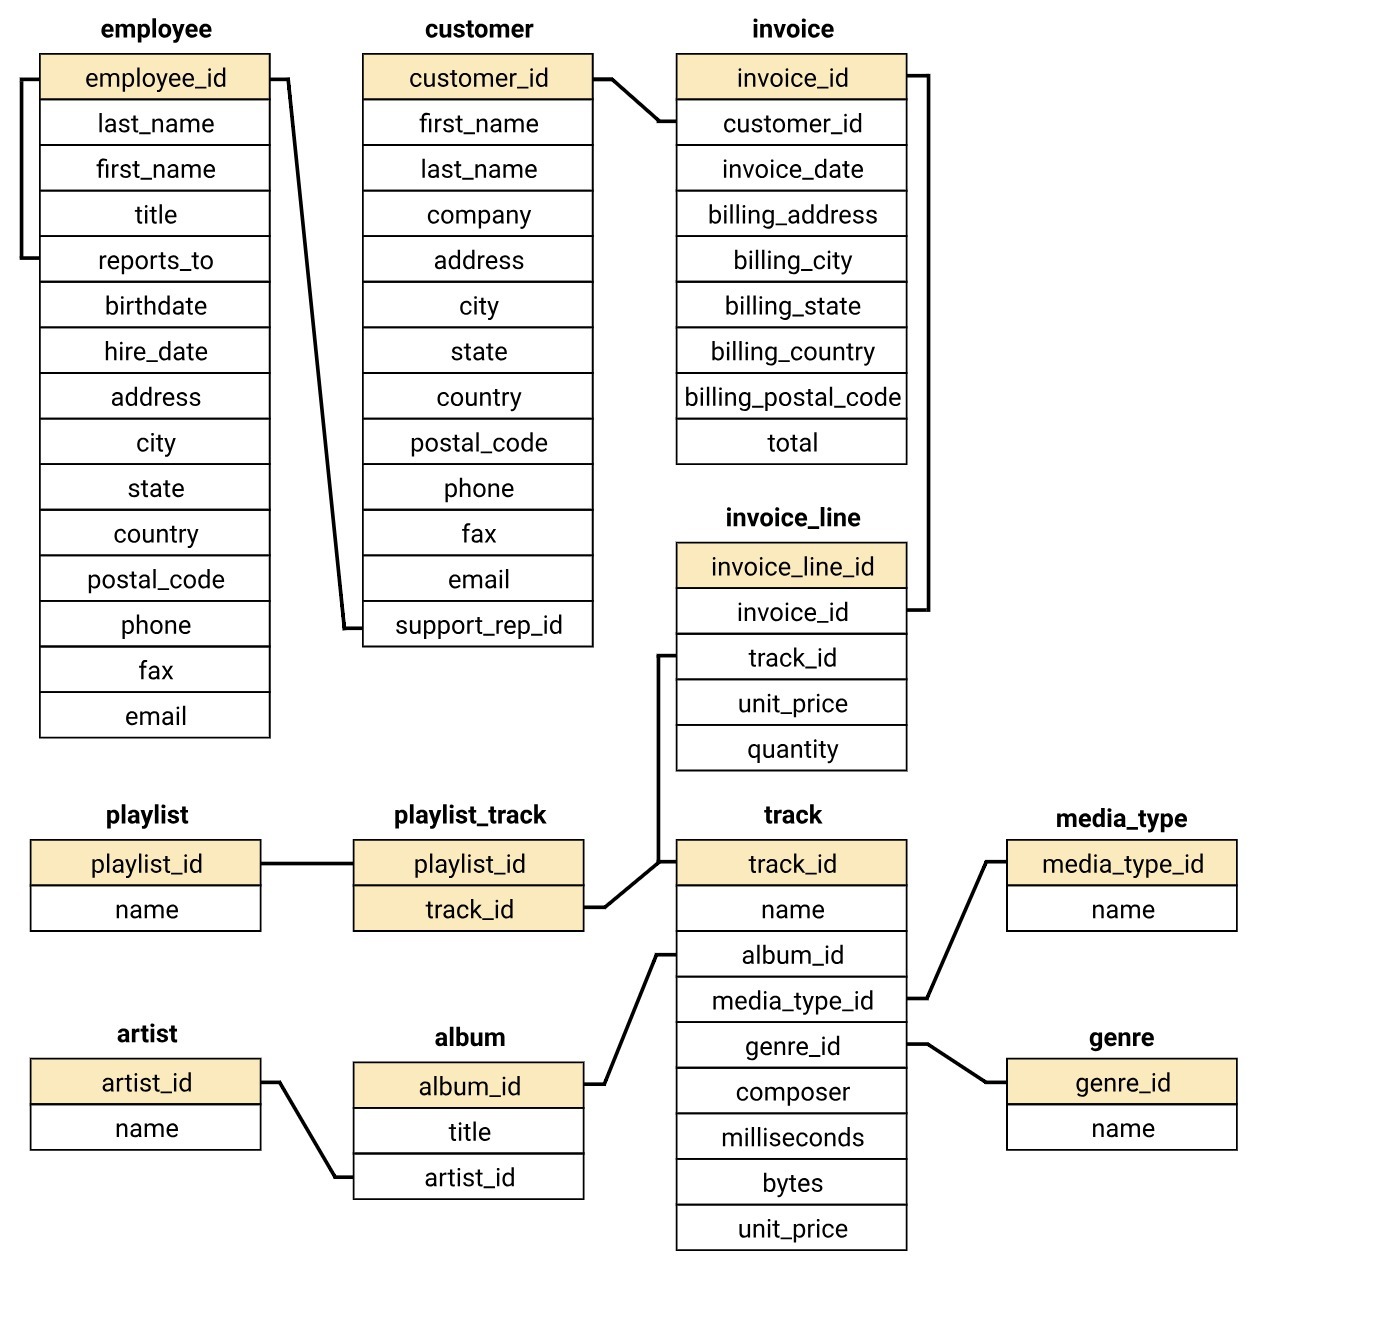 employee
employee_id
last_name
first_name
title
reports_to
birthdate
hire_date
address
city
state
country
postal_code
phone
fax
email
customer
customer_id
first_name
last_name
company
address
city
state
country
postal_code
phone
fax
email
support_rep_id
invoice
invoice_id
customer_id
invoice_date
billing_address
billing_city
billing_state
billing_country
billing_postal_code
total
invoice_line
invoice_line_id
invoice_id
track_id
unit_price
quantity
playlist
playlist_id
name
playlist_track
playlist_id
track_id
track
track_id
name
album_id
media_type_id
genre_id
composer
milliseconds
bytes
unit_price
media_type
media_type_id
name
artist
artist_id
name
album
album_id
title
artist_id
genre
genre_id
name